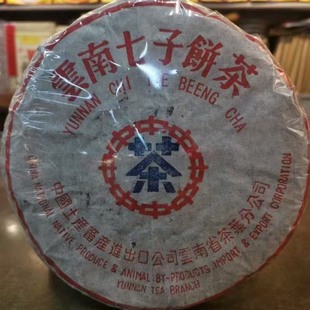 雲南七子餅茶
YUNNAN CHI TSE BEENG CHA
茶
中國土產畜產進出口公司雲南省茶葉分公司
CHINA NATIONAL NATIVE PRODUCE & ANIMAL BY-PRODUCTS IMPORT & EXPORT CORPORATION
YUNNAN TEA BRANCH